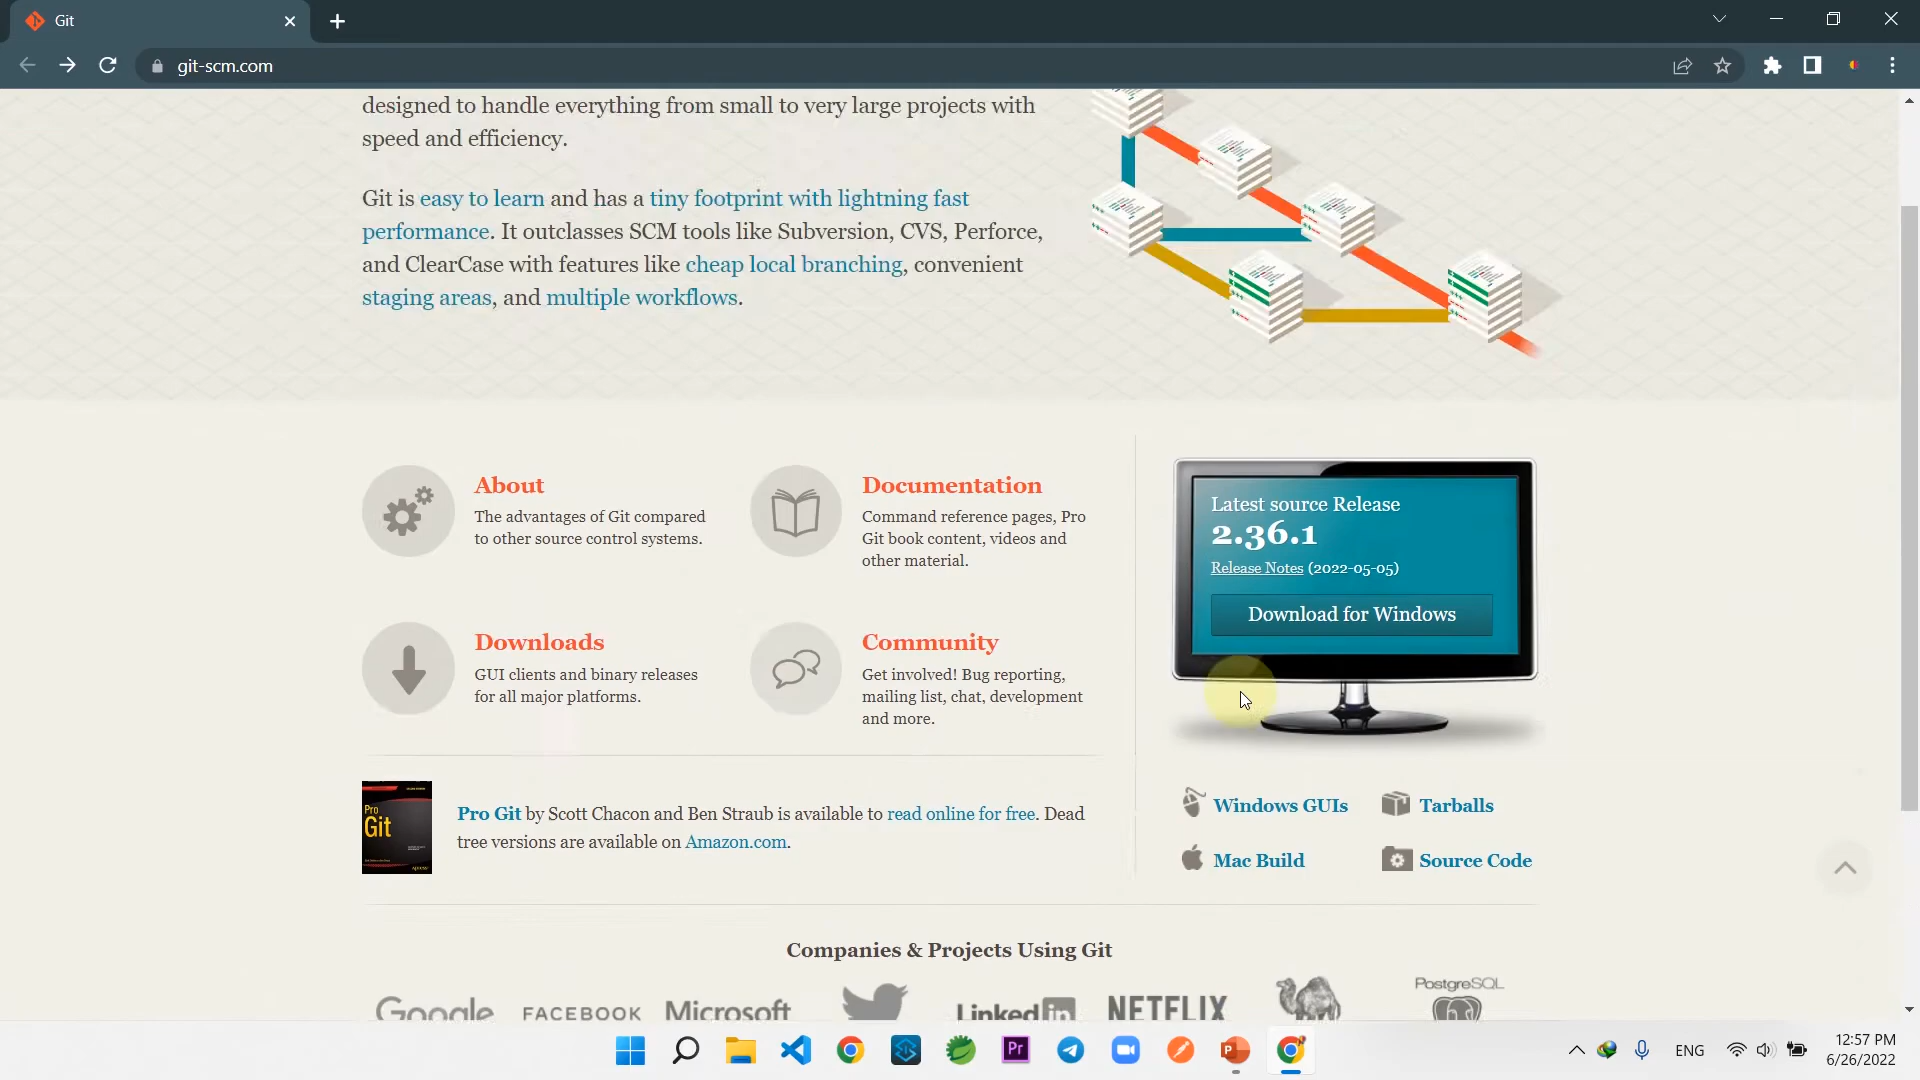 Git
git-scm.com
designed to handle everything from small to very large projects with
speed and efficiency.
Git is easy to learn and has a tiny footprint with lightning fast
performance. It outclasses SCM tools like Subversion, CVS, Perforce,
and ClearCase with features like cheap local branching, convenient
staging areas, and multiple workflows.
About
The advantages of Git compared
to other source control systems.
Documentation
Command reference pages, Pro
Git book content, videos and
other material.
Downloads
GUI clients and binary releases
for all major platforms.
Community
Get involved! Bug reporting,
mailing list, chat, development
and more.
Latest source Release
2.36.1
Release Notes (2022-05-05)
Download for Windows
Pro
Git
Pro Git by Scott Chacon and Ben Straub is available to read online for free. Dead
tree versions are available on Amazon.com.
Windows GUIs
Tarballs
Mac Build
Source Code
Companies & Projects Using Git
Google
FACEBOOK
Microsoft
Linked in
NETFLIX
PostgreSQL
Pr
P
ENG
12:57 PM
6/26/2022